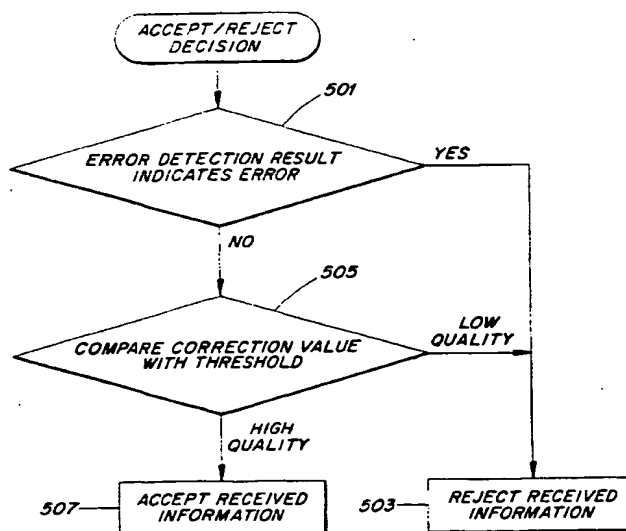 ACCEPT/REJECT
DECISION
501
ERROR DETECTION RESULT
INDICATES ERROR
YES
NO
505
COMPARE CORRECTION VALUE
WITH THRESHOLD
LOW
QUALITY
HIGH
QUALITY
507
ACCEPT RECEIVED
INFORMATION
503
REJECT RECEIVED
INFORMATION